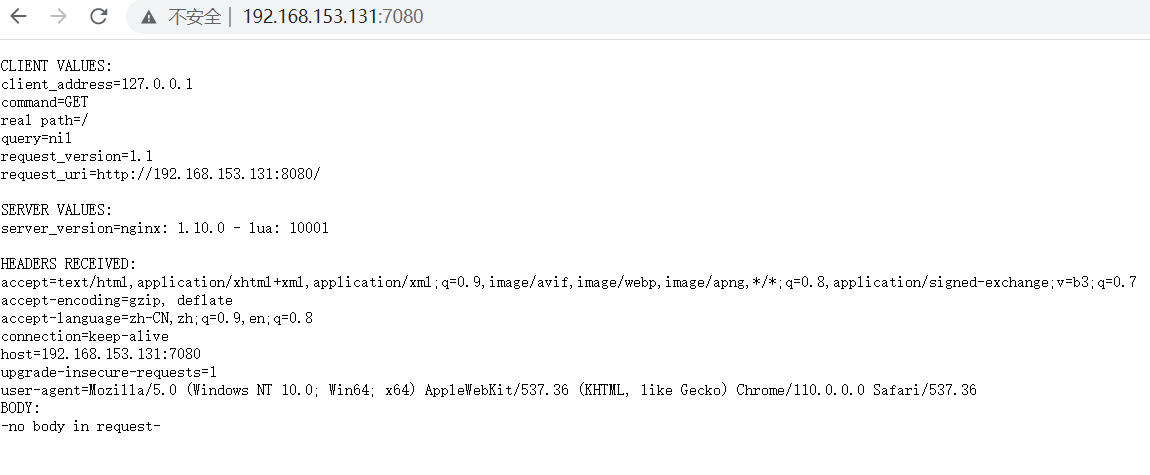 不安全 | 192.168.153.131:7080
CLIENT VALUES:
client_address=127.0.0.1
command=GET
real path=/
query=nil
request_version=1.1
request_uri=http://192.168.153.131:8080/
SERVER VALUES:
server_version=nginx: 1.10.0 - lua: 10001
HEADERS RECEIVED:
accept=text/html,application/xhtml+xml,application/xml;q=0.9,image/avif,image/webp,image/apng,*/*;q=0.8,application/signed-exchange;v=b3;q=0.7
accept-encoding=gzip, deflate
accept-language=zh-CN,zh;q=0.9,en;q=0.8
connection=keep-alive
host=192.168.153.131:7080
upgrade-insecure-requests=1
user-agent=Mozilla/5.0 (Windows NT 10.0; Win64; x64) AppleWebKit/537.36 (KHTML, like Gecko) Chrome/110.0.0.0 Safari/537.36
BODY:
-no body in request-